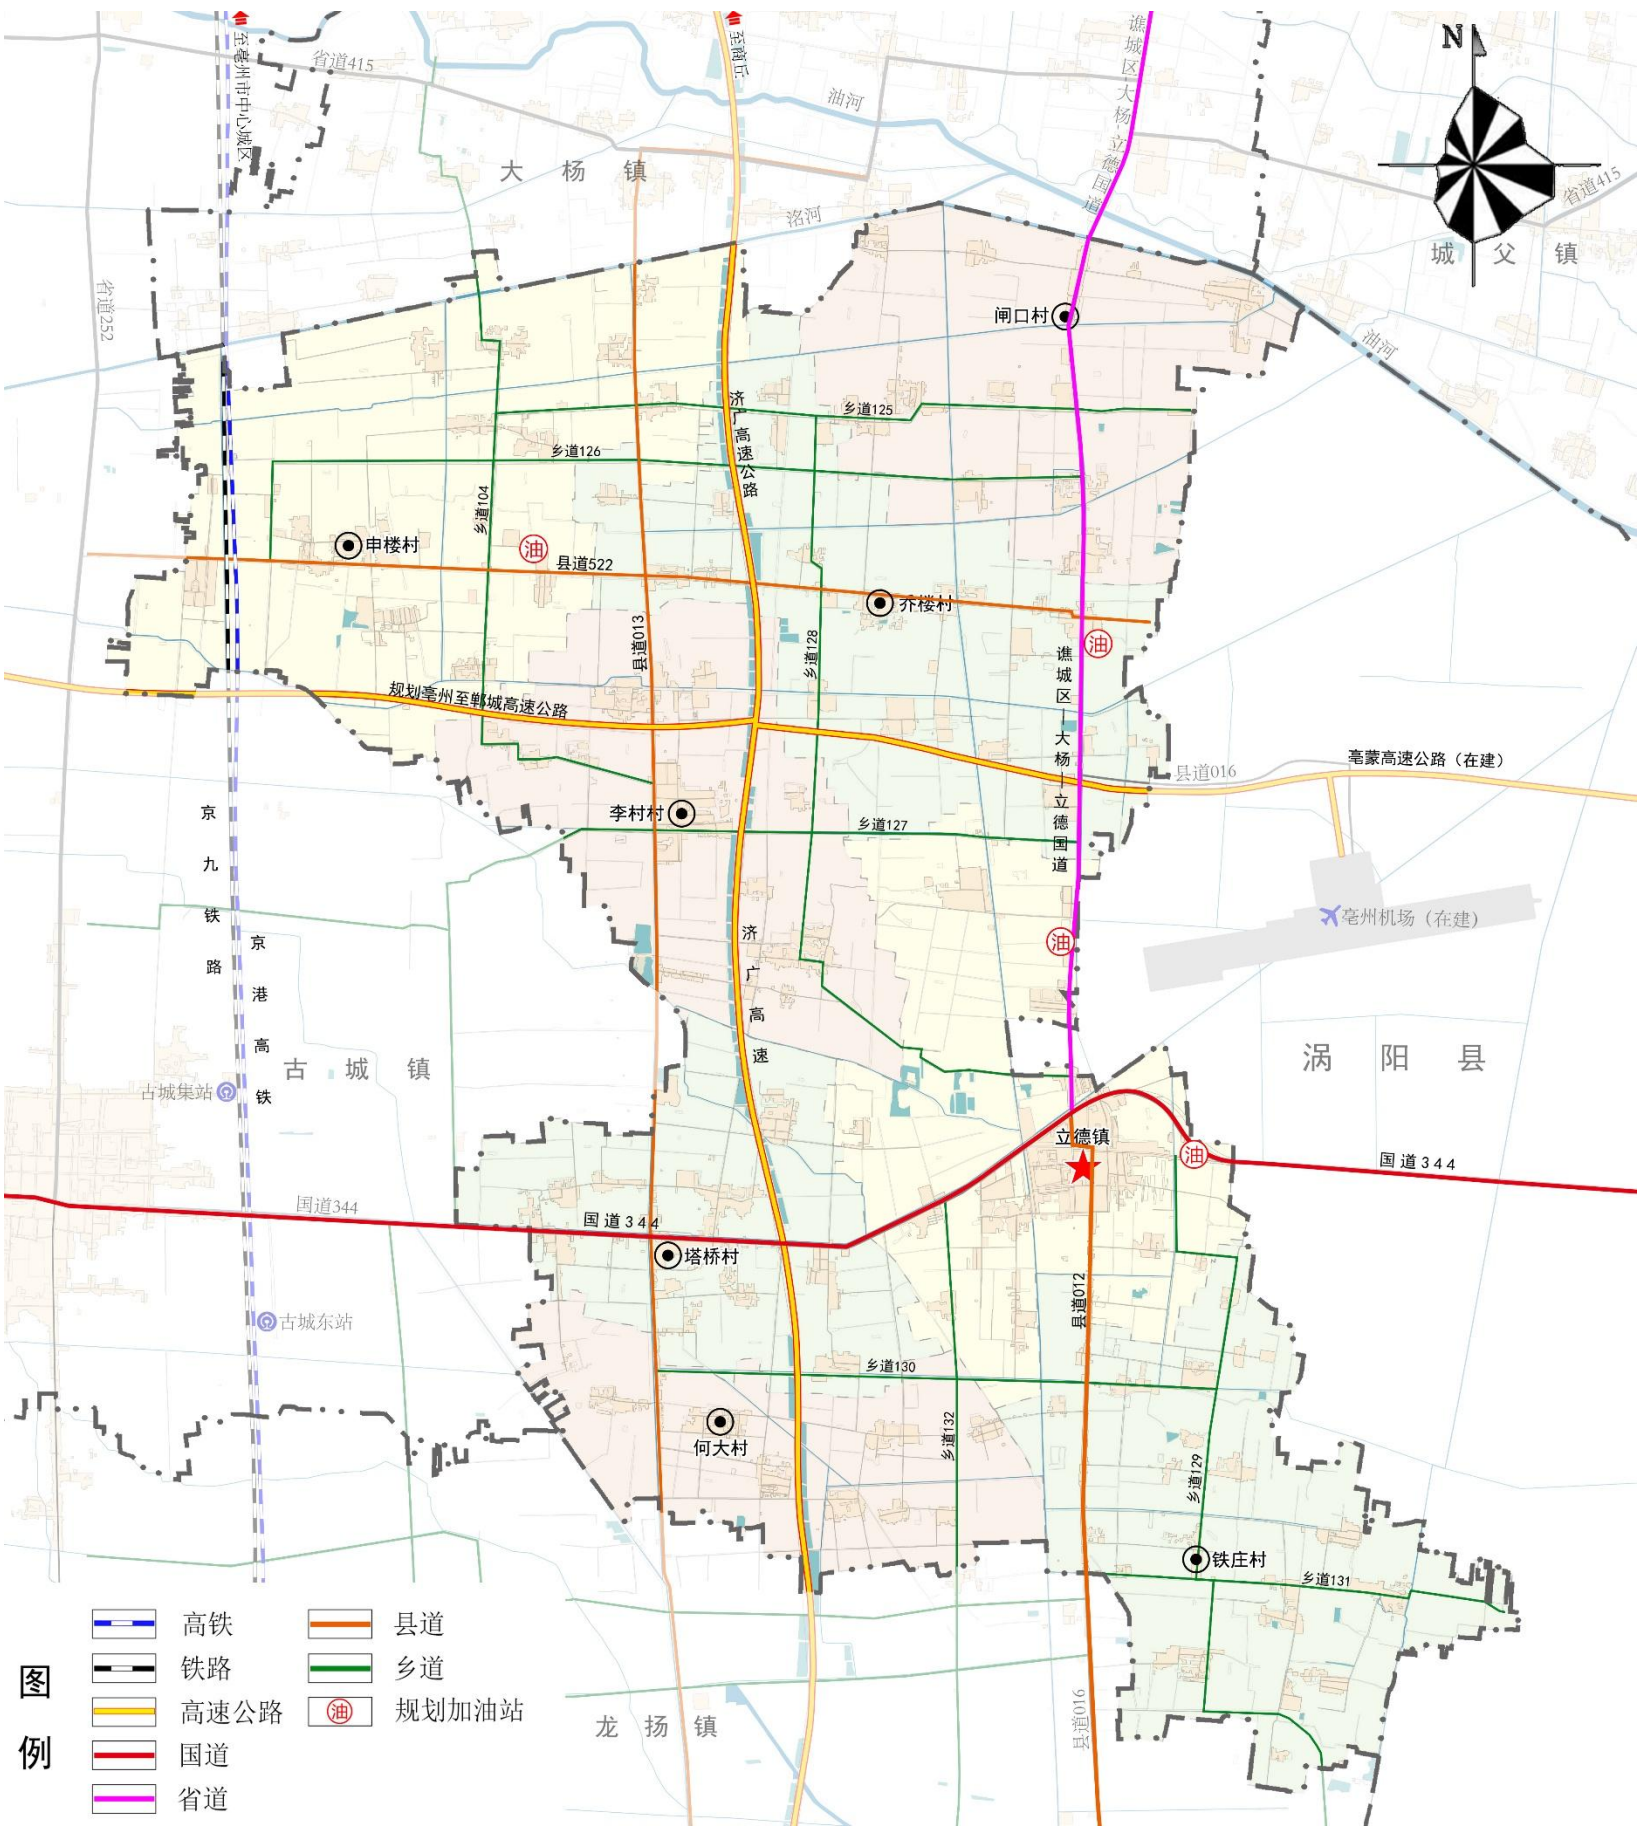 至亳州市中心城区
至商丘
谯城区-大杨-立德国道
N
省道415
油河
大杨镇
省道415
洺河
城父镇
省道252
闸口村
油河
济广高速公路
乡道125
乡道126
乡道104
申楼村
油
县道522
乔楼村
县道013
乡道128
油
谯城区—大杨—立德国道
规划亳州至郸城高速公路
亳蒙高速公路（在建）
县道016
京九铁路
李村村
乡道127
亳州机场（在建）
京港高铁
济广高速
油
涡阳县
古城镇
古城集站
立德镇
油
国道344
国道344
国道344
塔桥村
县道012
古城东站
乡道130
乡道132
何大村
乡道129
铁庄村
乡道131
图例
高铁
县道
铁路
乡道
高速公路
油
规划加油站
国道
省道
龙扬镇
县道016